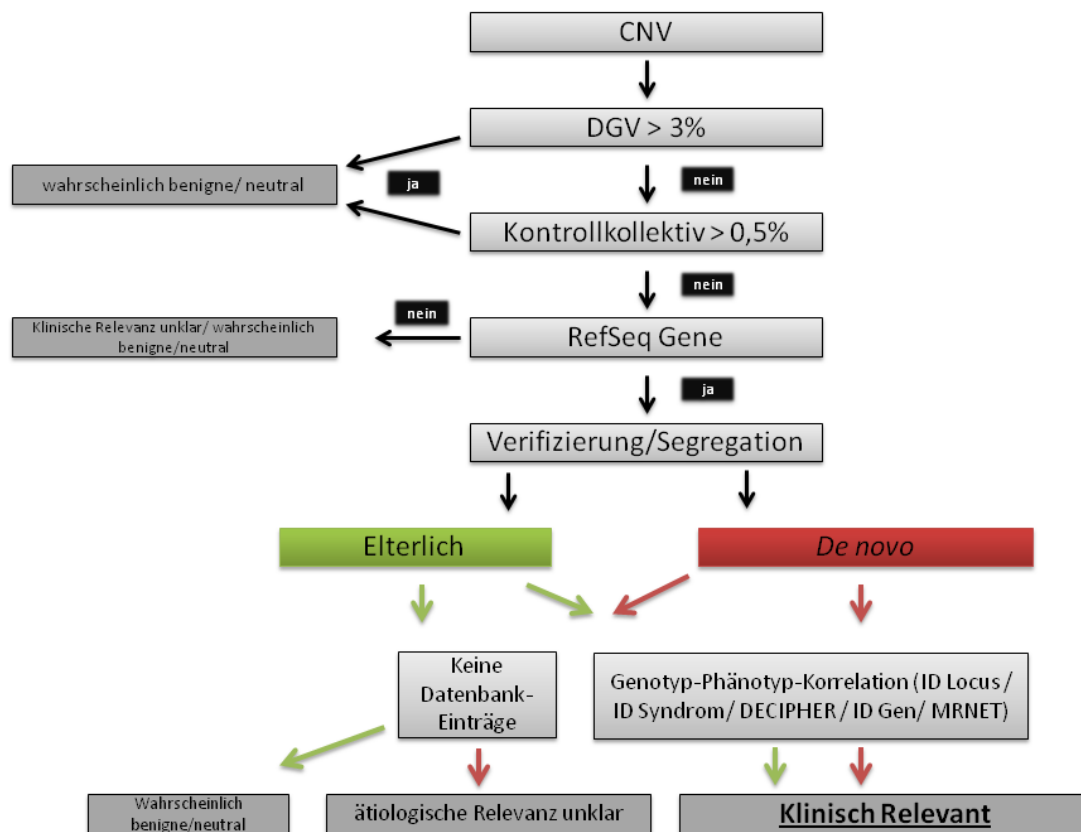 CNV
DGV > 3%
wahrscheinlich benigne/ neutral
ja
nein
Kontrollkollektiv > 0,5%
nein
nein
Klinische Relevanz unklar/ wahrscheinlich
benigne/neutral
RefSeq Gene
ja
Verifizierung/Segregation
Elterlich
De novo
Keine
Datenbank-
Einträge
Genotyp-Phänotyp-Korrelation (ID Locus /
ID Syndrom/ DECIPHER / ID Gen/ MRNET)
Wahrscheinlich
benigne/neutral
ätiologische Relevanz unklar
Klinisch Relevant